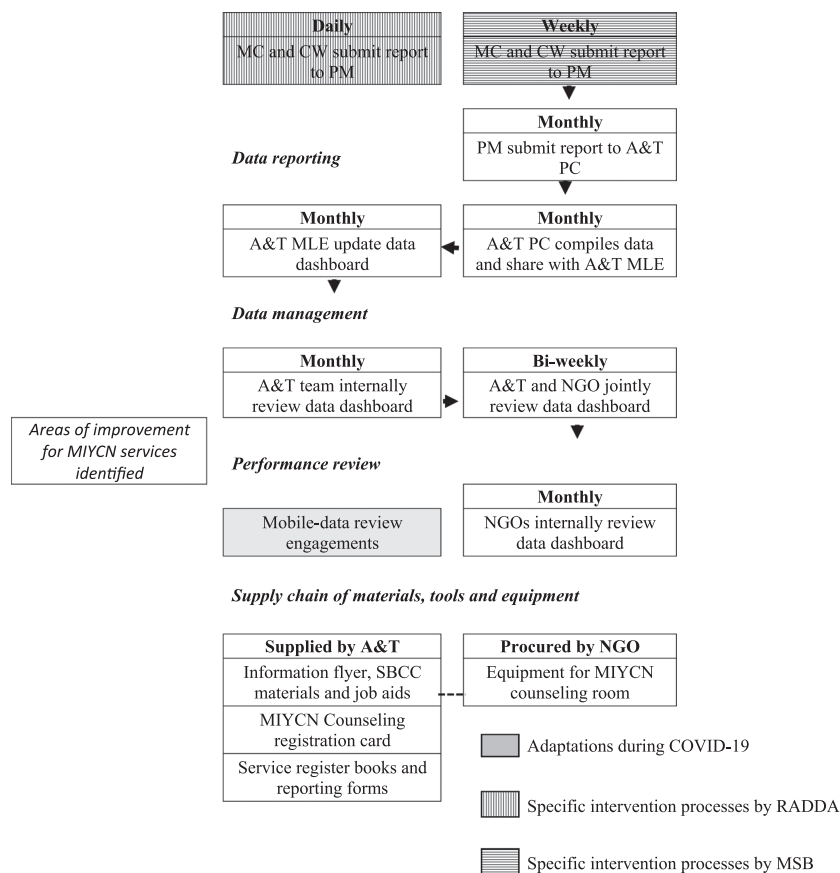 Daily
MC and CW submit report
to PM
Weekly
MC and CW submit report
to PM
Monthly
PM submit report to A&T
PC
Data reporting
Monthly
A&T MLE update data
dashboard
Monthly
A&T PC compiles data
and share with A&T MLE
Data management
Monthly
A&T team internally
review data dashboard
Bi-weekly
A&T and NGO jointly
review data dashboard
Areas of improvement
for MIYCN services
identified
Performance review
Mobile-data review
engagements
Monthly
NGOs internally review
data dashboard
Supply chain of materials, tools and equipment
Supplied by A&T
Information flyer, SBCC
materials and job aids
MIYCN Counseling
registration card
Service register books and
reporting forms
Procured by NGO
Equipment for MIYCN
counseling room
Adaptations during COVID-19
Specific intervention processes by RADDA
Specific intervention processes by MSB